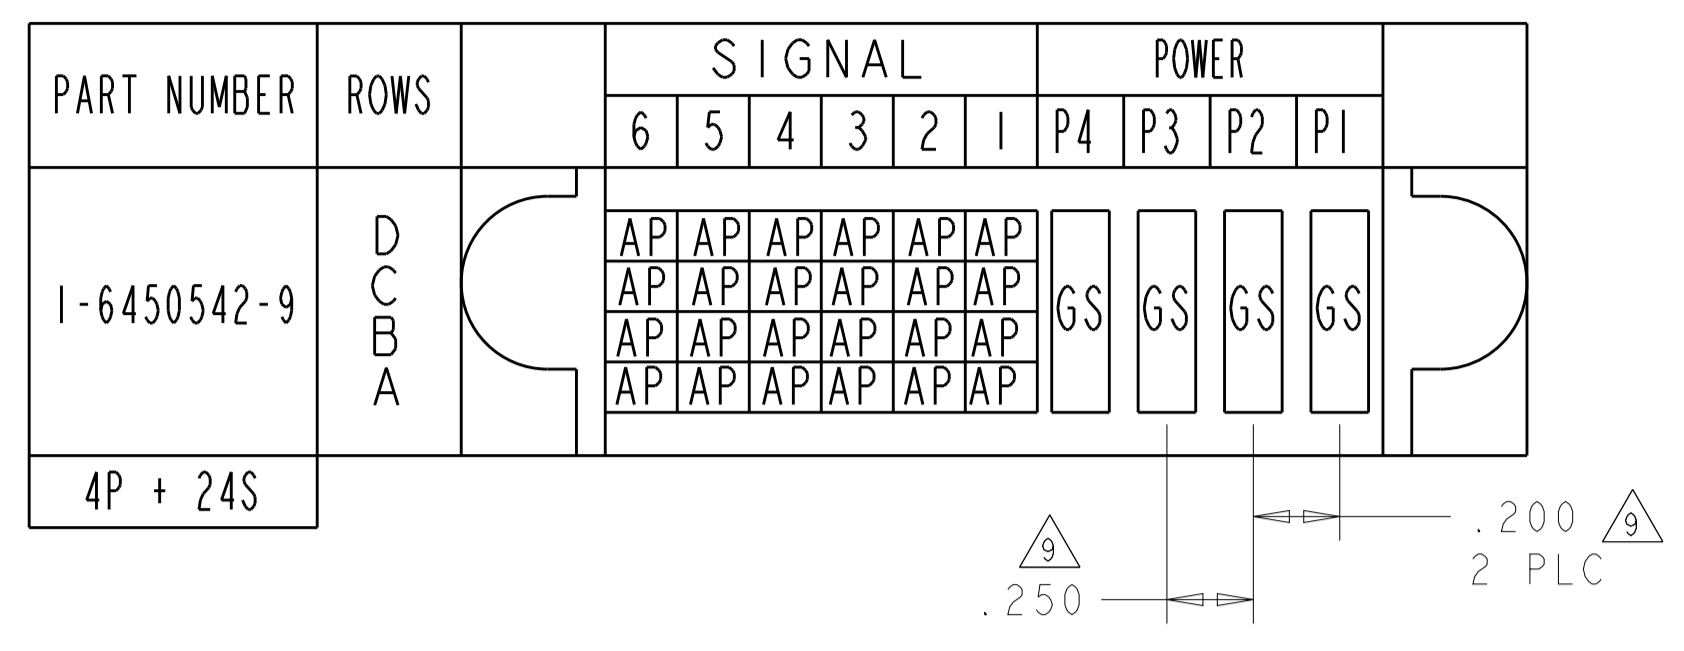 PART NUMBER ROWS SIGNAL POWER
6 5 4 3 2 1 P4 P3 P2 P1
D AP AP AP AP AP AP
C AP AP AP AP AP AP
1-6450542-9 GS GS GS GS
B AP AP AP AP AP AP
A AP AP AP AP AP AP
4P + 24S
.200 9
2 PLC
9
.250